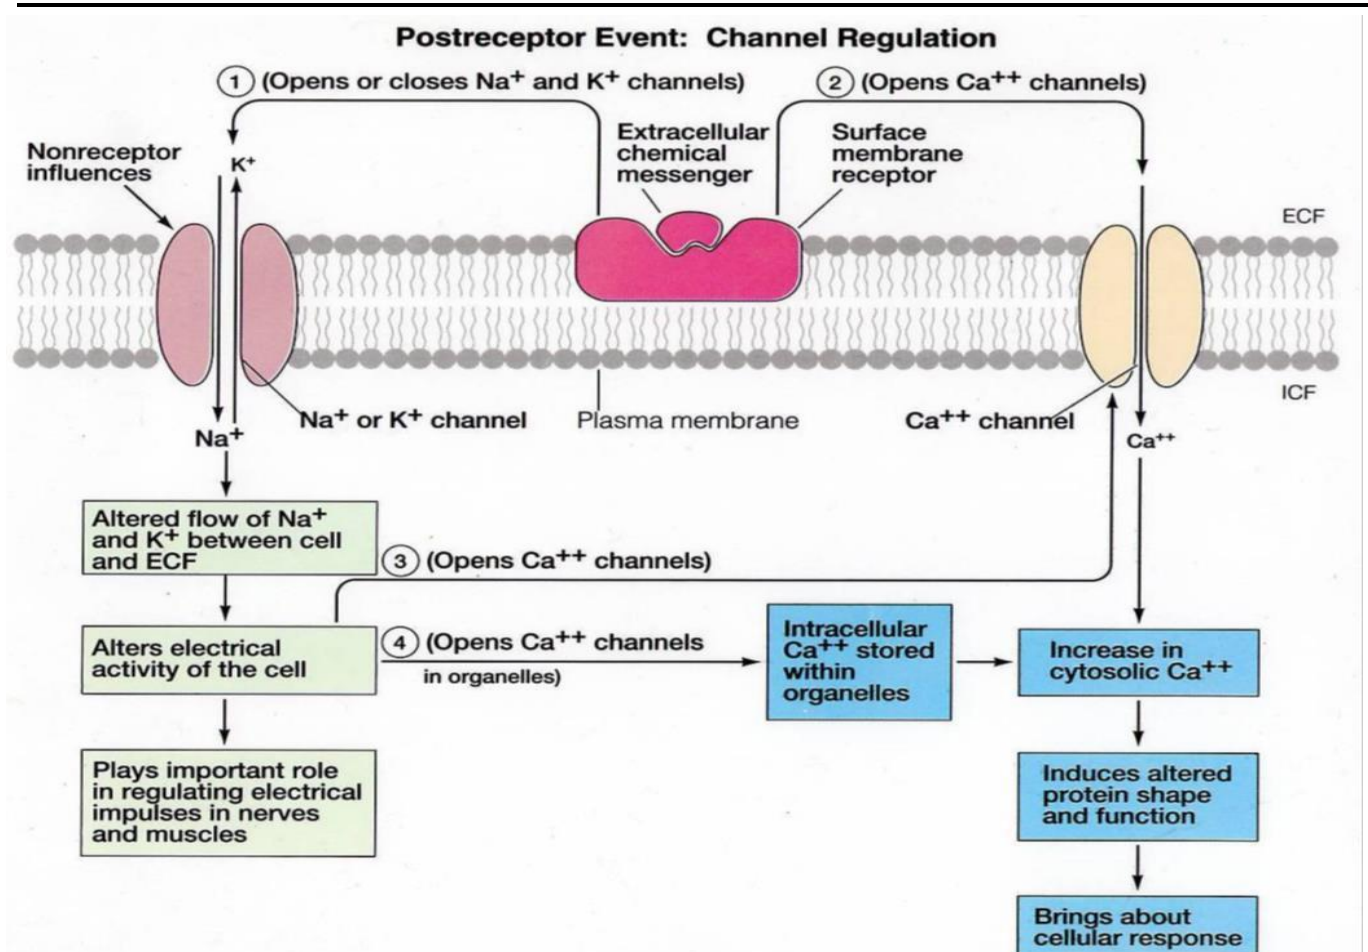 Postreceptor Event: Channel Regulation
1 (Opens or closes Na+ and K+ channels)
2 (Opens Ca++ channels)
Nonreceptor
influences
K+
Extracellular
chemical
messenger
Surface
membrane
receptor
ECF
ICF
Na+ or K+ channel
Plasma membrane
Ca++ channel
Na+
Ca++
Altered flow of Na+
and K+ between cell
and ECF
3 (Opens Ca++ channels)
Alters electrical
activity of the cell
4 (Opens Ca++ channels
in organelles)
Intracellular
Ca++ stored
within
organelles
Increase in
cytosolic Ca++
Plays important role
in regulating electrical
impulses in nerves
and muscles
Induces altered
protein shape
and function
Brings about
cellular response